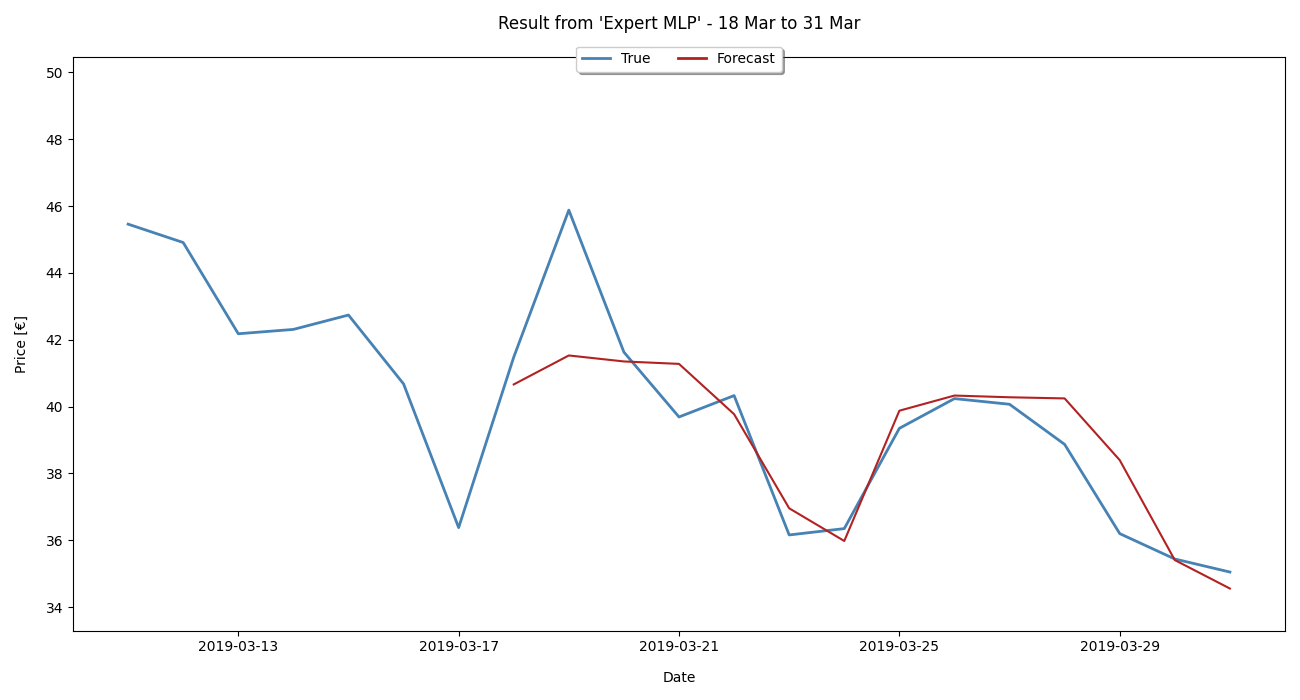 Result from 'Expert MLP' - 18 Mar to 31 Mar
True Forecast
50
48
46
44
42
40
38
36
34
Price [€]
2019-03-13 2019-03-17 2019-03-21 2019-03-25 2019-03-29
Date